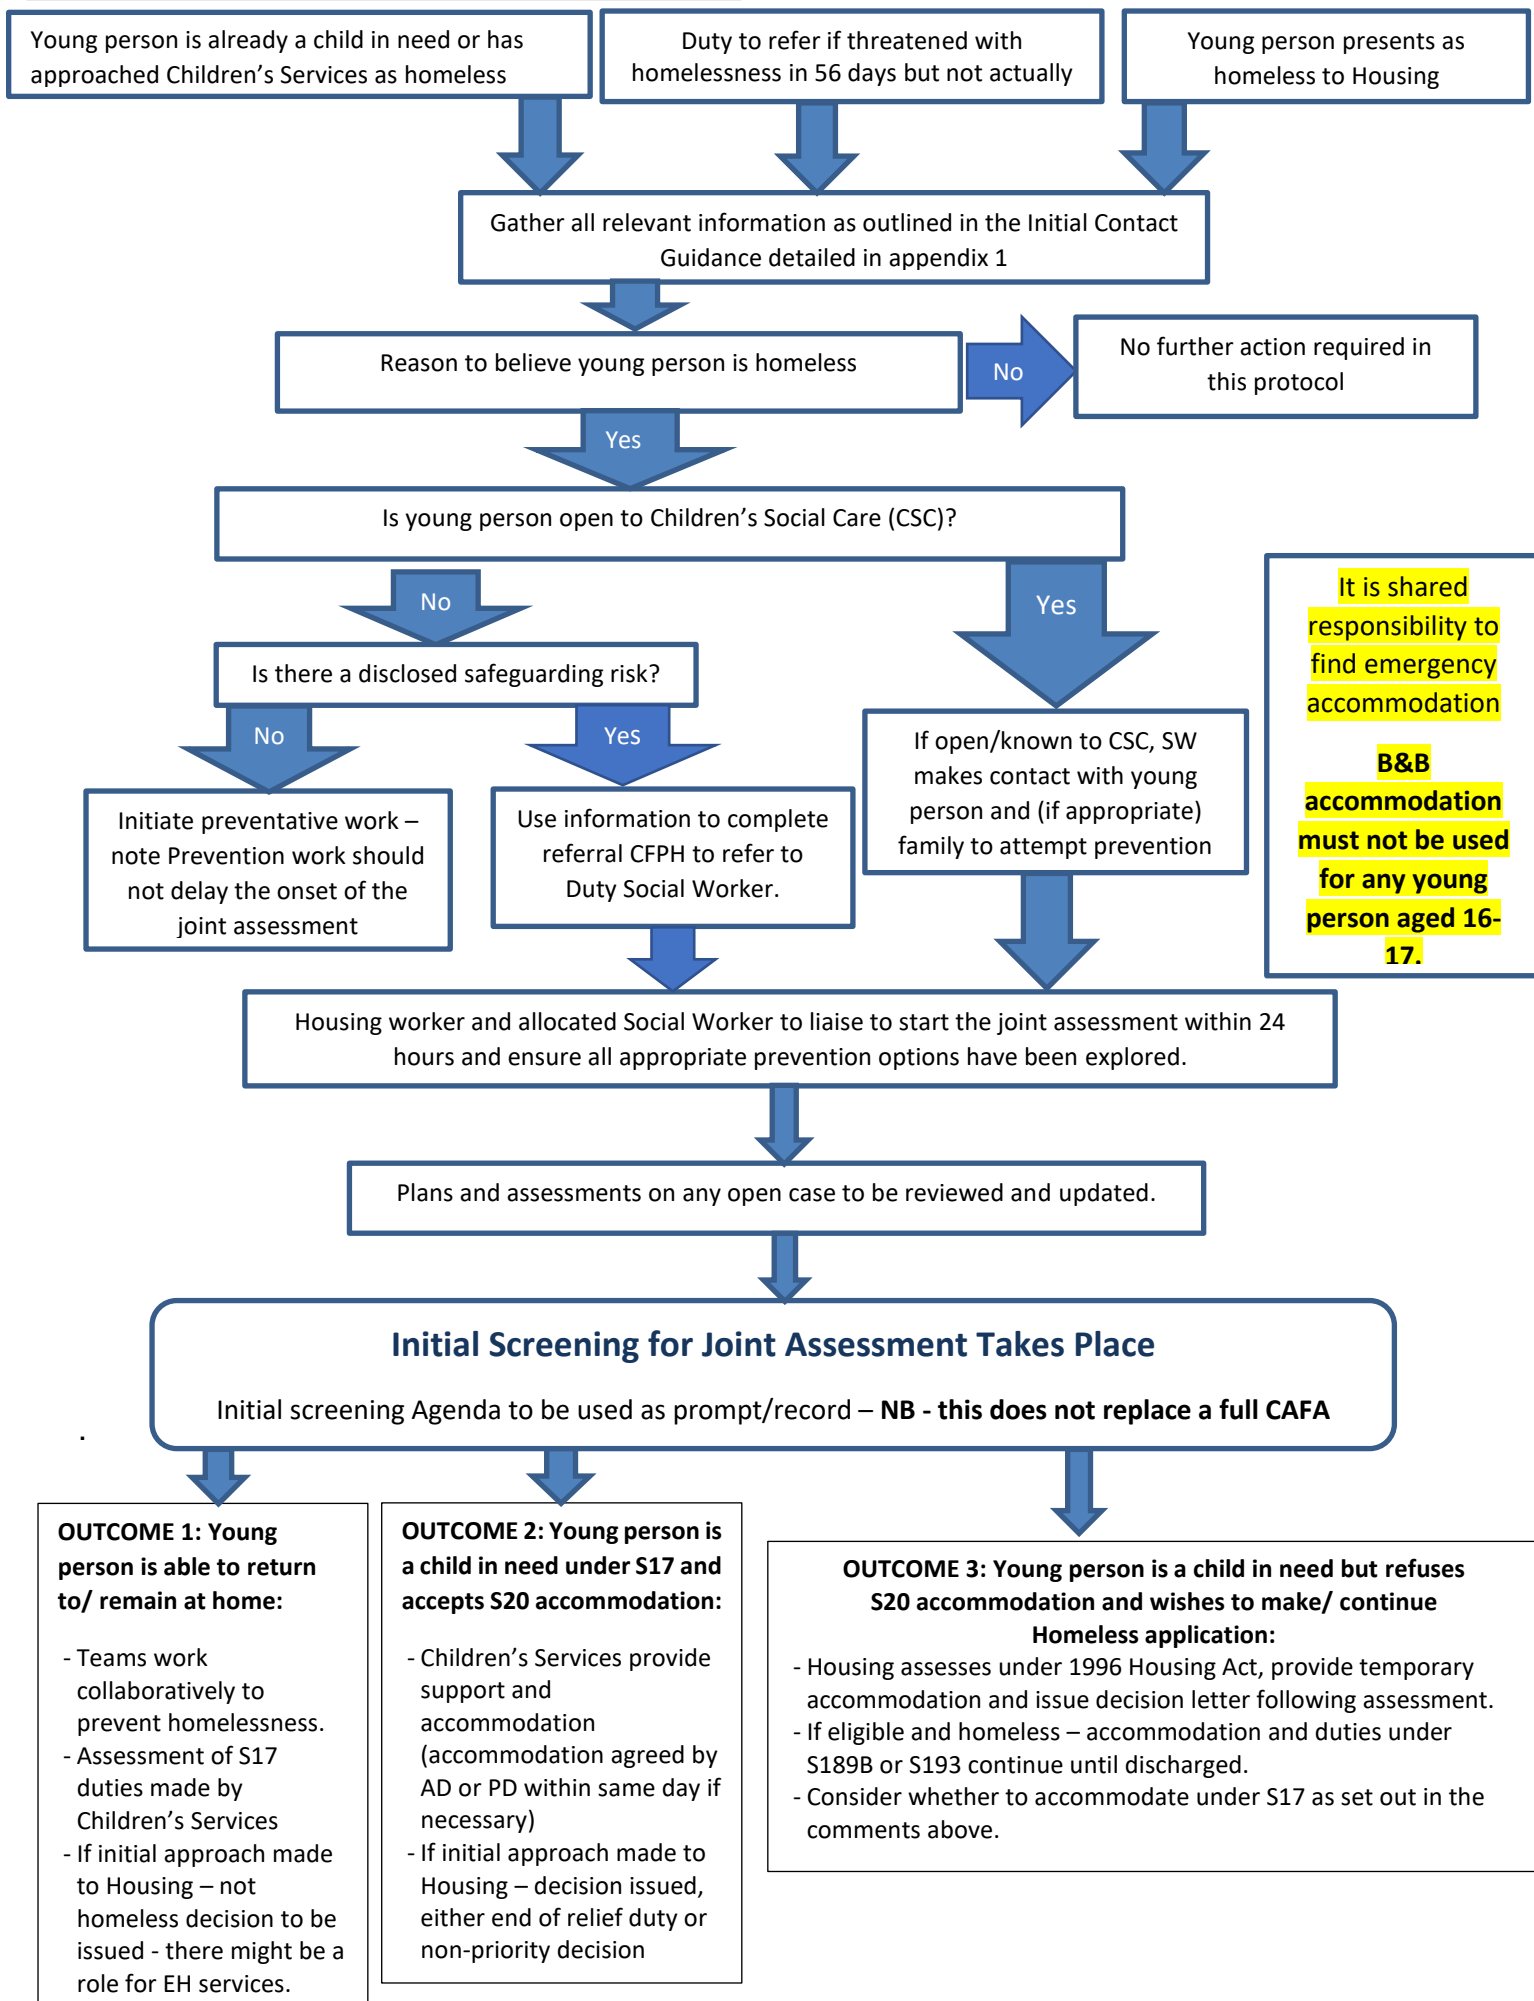 Young person is already a child in need or has
approached Children’s Services as homeless
Duty to refer if threatened with
homelessness in 56 days but not actually
Young person presents as
homeless to Housing
Gather all relevant information as outlined in the Initial Contact
Guidance detailed in appendix 1
Reason to believe young person is homeless
No
No further action required in
this protocol
Yes
Is young person open to Children’s Social Care (CSC)?
No
Yes
Is there a disclosed safeguarding risk?
No
Yes
Initiate preventative work –
note Prevention work should
not delay the onset of the
joint assessment
Use information to complete
referral CFPH to refer to
Duty Social Worker.
If open/known to CSC, SW
makes contact with young
person and (if appropriate)
family to attempt prevention
It is shared
responsibility to
find emergency
accommodation
B&B
accommodation
must not be used
for any young
person aged 16-
17.
Housing worker and allocated Social Worker to liaise to start the joint assessment within 24
hours and ensure all appropriate prevention options have been explored.
Plans and assessments on any open case to be reviewed and updated.
Initial Screening for Joint Assessment Takes Place
Initial screening Agenda to be used as prompt/record – NB - this does not replace a full CAFA
.
OUTCOME 1: Young
person is able to return
to/ remain at home:
- Teams work
collaboratively to
prevent homelessness.
- Assessment of S17
duties made by
Children’s Services
- If initial approach made
to Housing – not
homeless decision to be
issued - there might be a
role for EH services.
OUTCOME 2: Young person is
a child in need under S17 and
accepts S20 accommodation:
- Children’s Services provide
support and
accommodation
(accommodation agreed by
AD or PD within same day if
necessary)
- If initial approach made to
Housing – decision issued,
either end of relief duty or
non-priority decision
OUTCOME 3: Young person is a child in need but refuses
S20 accommodation and wishes to make/ continue
Homeless application:
- Housing assesses under 1996 Housing Act, provide temporary
accommodation and issue decision letter following assessment.
- If eligible and homeless – accommodation and duties under
S189B or S193 continue until discharged.
- Consider whether to accommodate under S17 as set out in the
comments above.